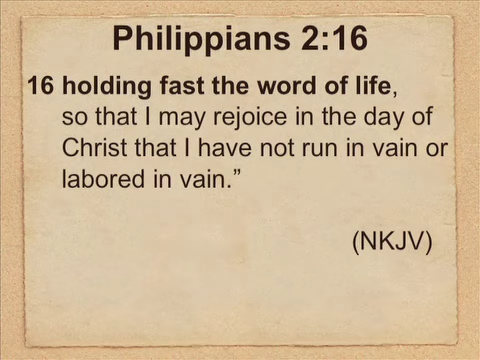 Philippians 2:16
16 holding fast the word of life,
so that I may rejoice in the day of
Christ that I have not run in vain or
labored in vain.”
(NKJV)